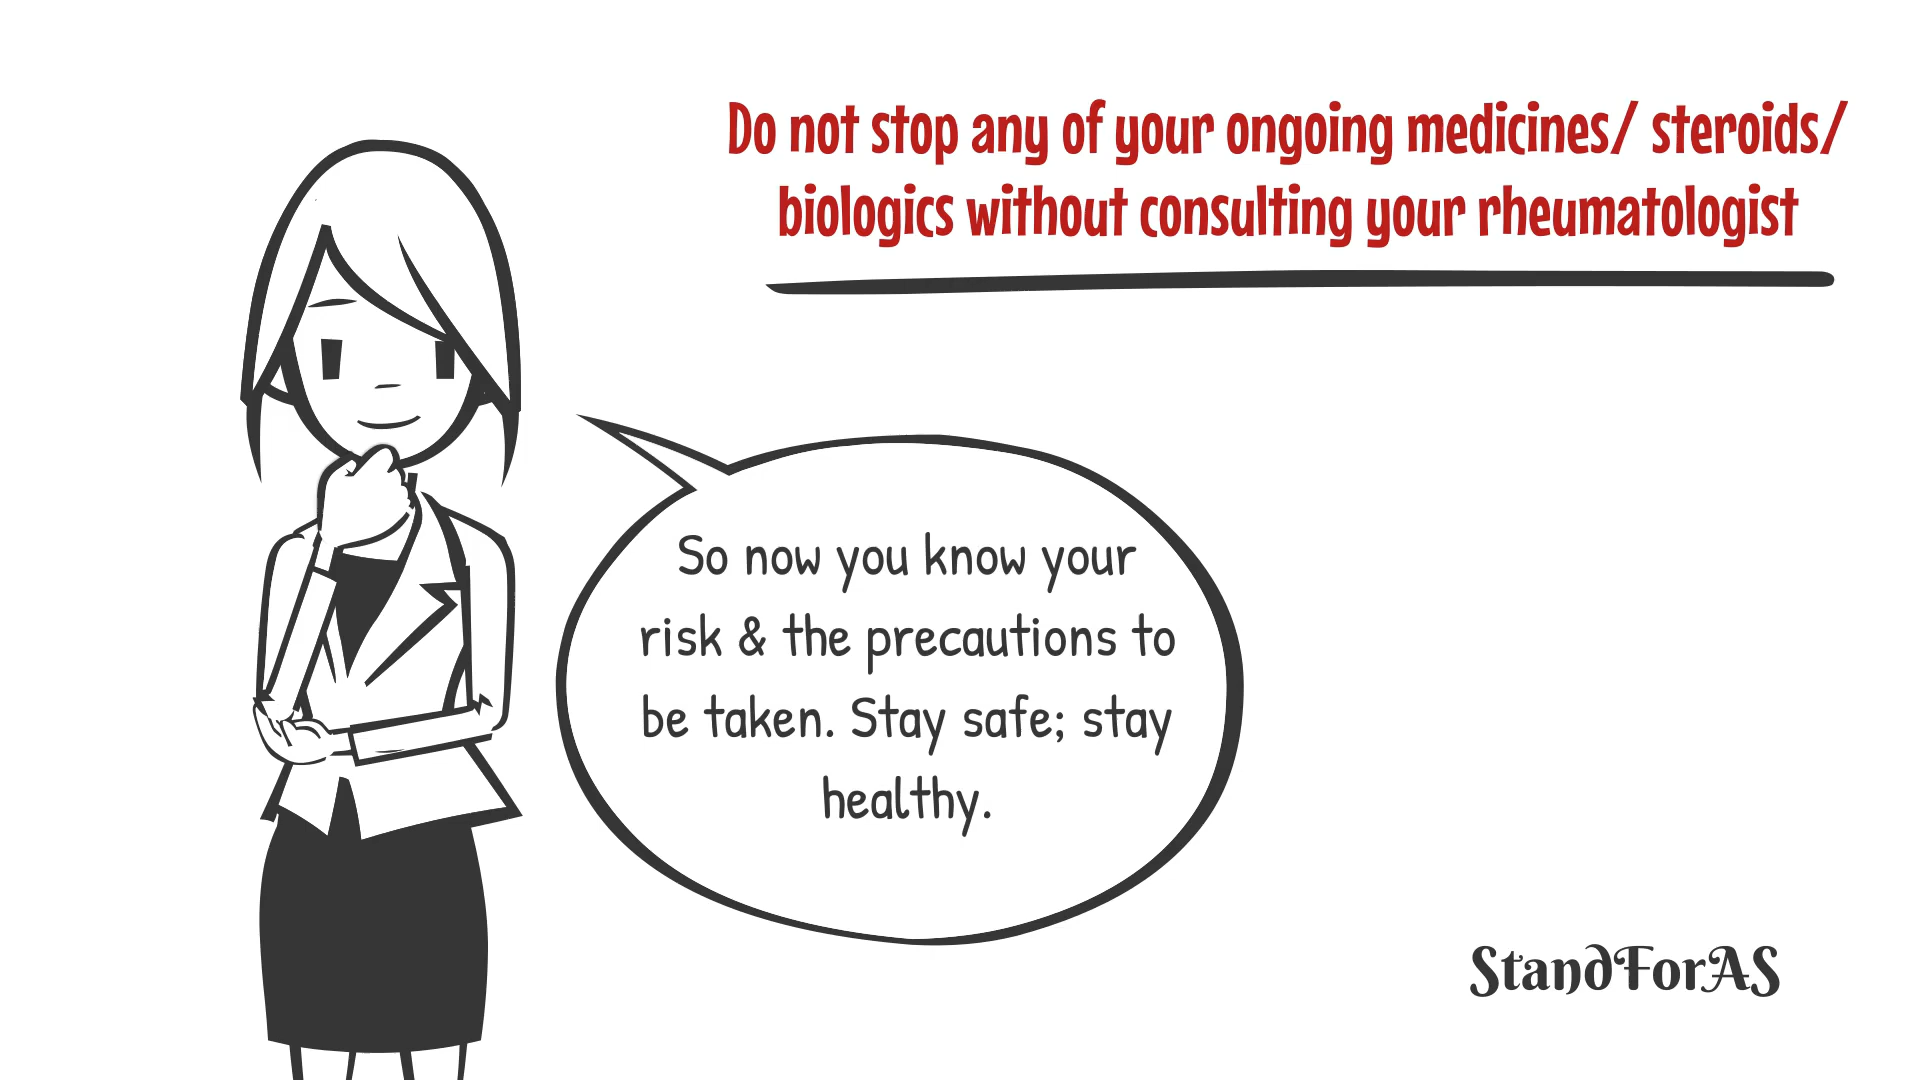 Do not stop any of your ongoing medicines/ steroids/
biologics without consulting your rheumatologist
So now you know your
risk & the precautions to
be taken. Stay safe; stay
healthy.
StandForAS